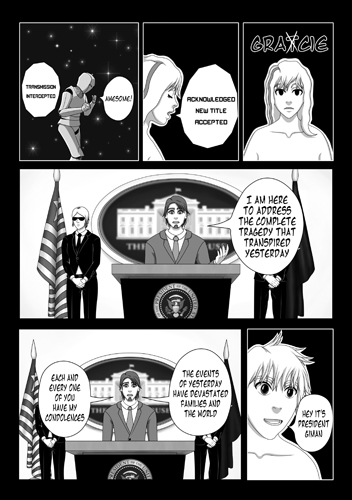 TRANSMISSION
INTERCEPTED
AWESOME!
ACKNOWLEDGED
NEW TITLE
ACCEPTED
GRAXCIE
I AM HERE
TO ADDRESS
THE COMPLETE
TRAGEDY THAT
TRANSPIRED
YESTERDAY
EACH AND
EVERY ONE
OF YOU
HAVE MY
CONDOLENCES
THE EVENTS
OF YESTERDAY
HAVE DEVASTATED
FAMILIES AND
THE WORLD
HEY IT'S
PRESIDENT
GIMAN